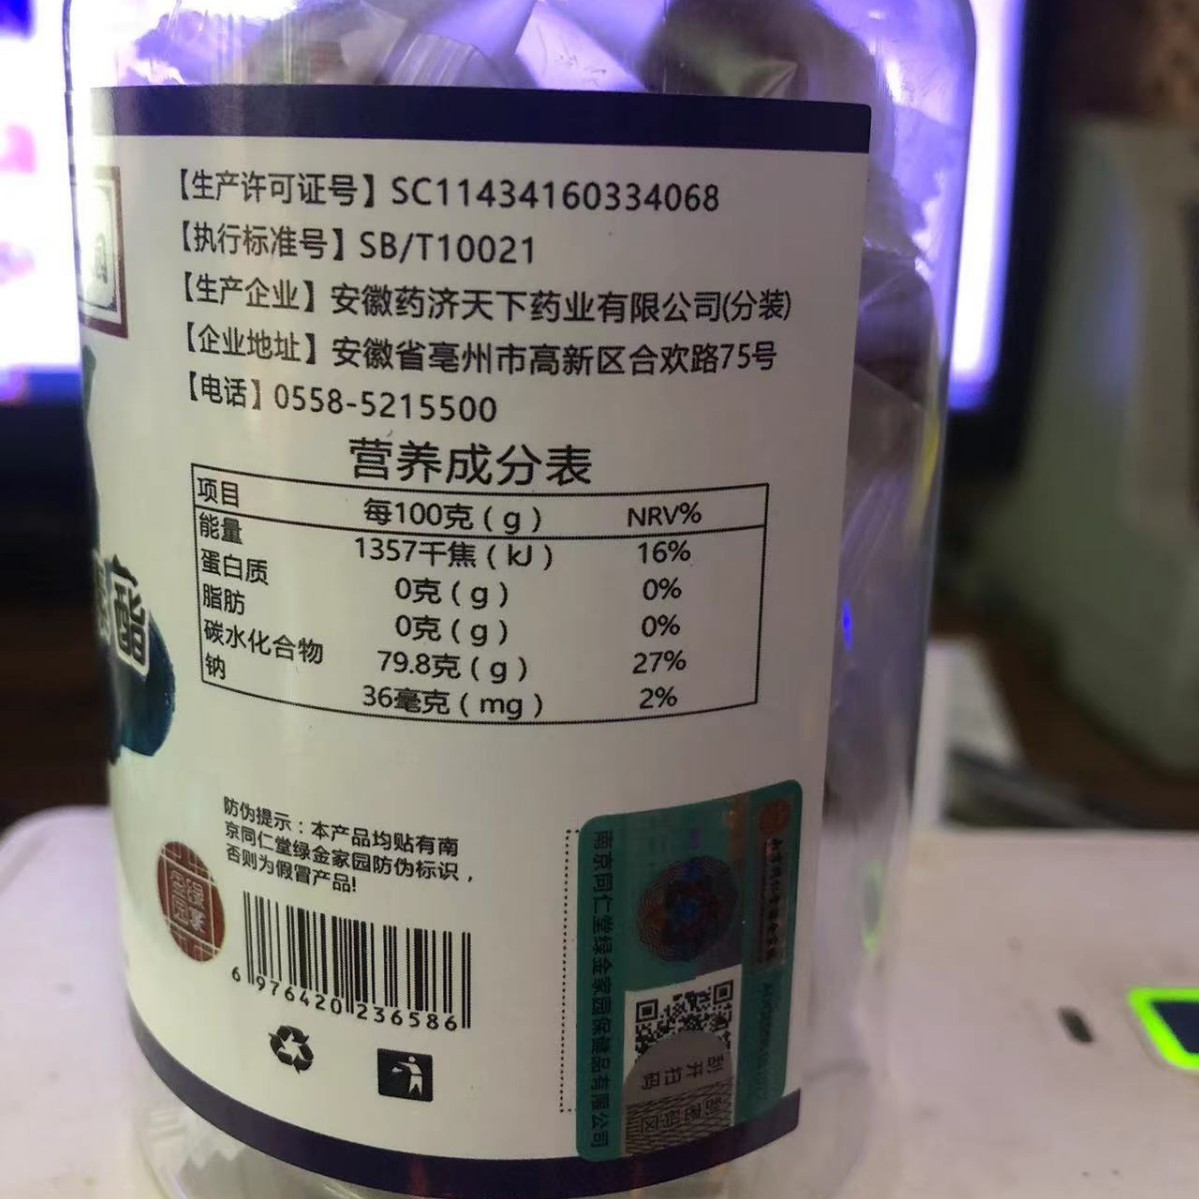 【生产许可证号】SC11434160334068
【执行标准号】SB/T10021
【生产企业】安徽药济天下药业有限公司(分装)
【企业地址】安徽省亳州市高新区合欢路75号
【电话】0558-5215500
营养成分表
项目 每100克(g) NRV%
能量 1357千焦(kJ) 16%
蛋白质 0克(g) 0%
脂肪 0克(g) 0%
碳水化合物 79.8克(g) 27%
钠 36毫克(mg) 2%
酯
防伪提示：本产品均贴有南
京同仁堂绿金家园防伪标识，
否则为假冒产品!
6 976420 236586
南京同仁堂绿金家园保健品有限公司
刮开扫码